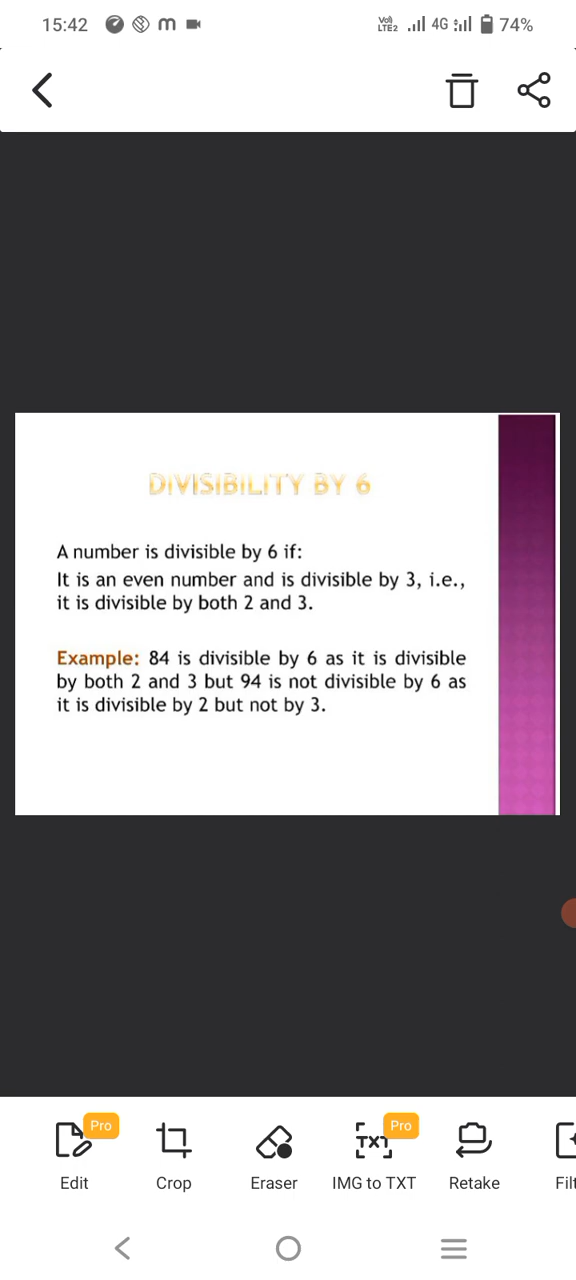 15:42 m Vo) LTE2 4G 74%
DIVISIBILITY BY 6
A number is divisible by 6 if:
It is an even number and is divisible by 3, i.e.,
it is divisible by both 2 and 3.
Example: 84 is divisible by 6 as it is divisible
by both 2 and 3 but 94 is not divisible by 6 as
it is divisible by 2 but not by 3.
Pro Pro
TXT
Edit Crop Eraser IMG to TXT Retake Filt